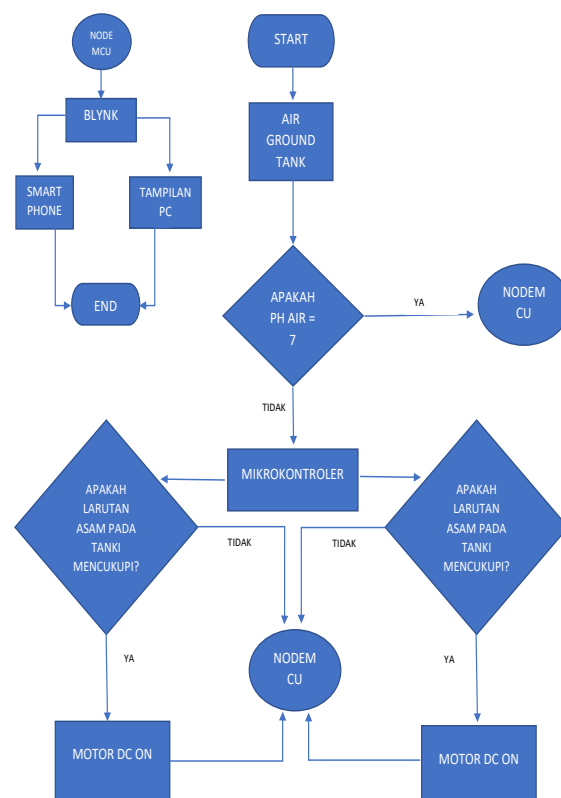 NODE
MCU
BLYNK
SMART
PHONE
TAMPILAN
PC
END
START
AIR
GROUND
TANK
APAKAH
PH AIR =
7
YA
NODEM
CU
TIDAK
MIKROKONTROLER
APAKAH
LARUTAN
ASAM PADA
TANKI
MENCUKUPI?
TIDAK
TIDAK
APAKAH
LARUTAN
ASAM PADA
TANKI
MENCUKUPI?
YA
NODEM
CU
YA
MOTOR DC ON
MOTOR DC ON